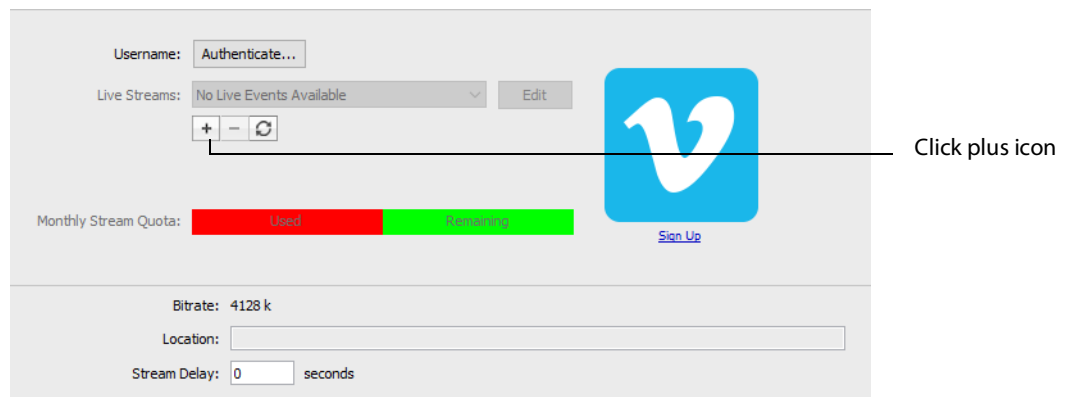 Username: Authenticate...
Live Streams: No Live Events Available Edit
+ −
Click plus icon
Monthly Stream Quota: Used Remaining
Sign Up
Bitrate: 4128 k
Location:
Stream Delay: 0 seconds